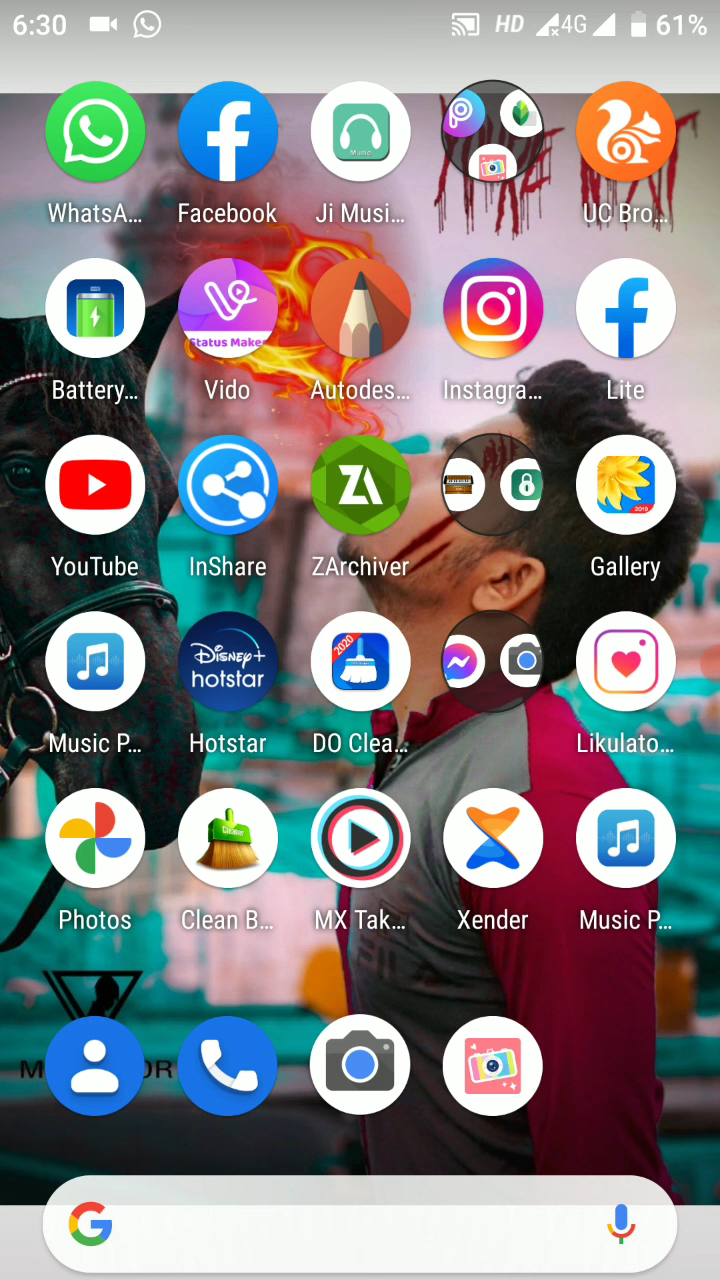 6:30
HD
4G
61%
Music
WhatsA...
Facebook
Ji Musi...
UC Bro...
Status Maker
Battery...
Vido
Autodes...
Instagra...
Lite
ZA
2019
YouTube
InShare
ZArchiver
Gallery
2020
Disney+
hotstar
Music P...
Hotstar
DO Clea...
Likulato...
Cleaner
Photos
Clean B...
MX Tak...
Xender
Music P...